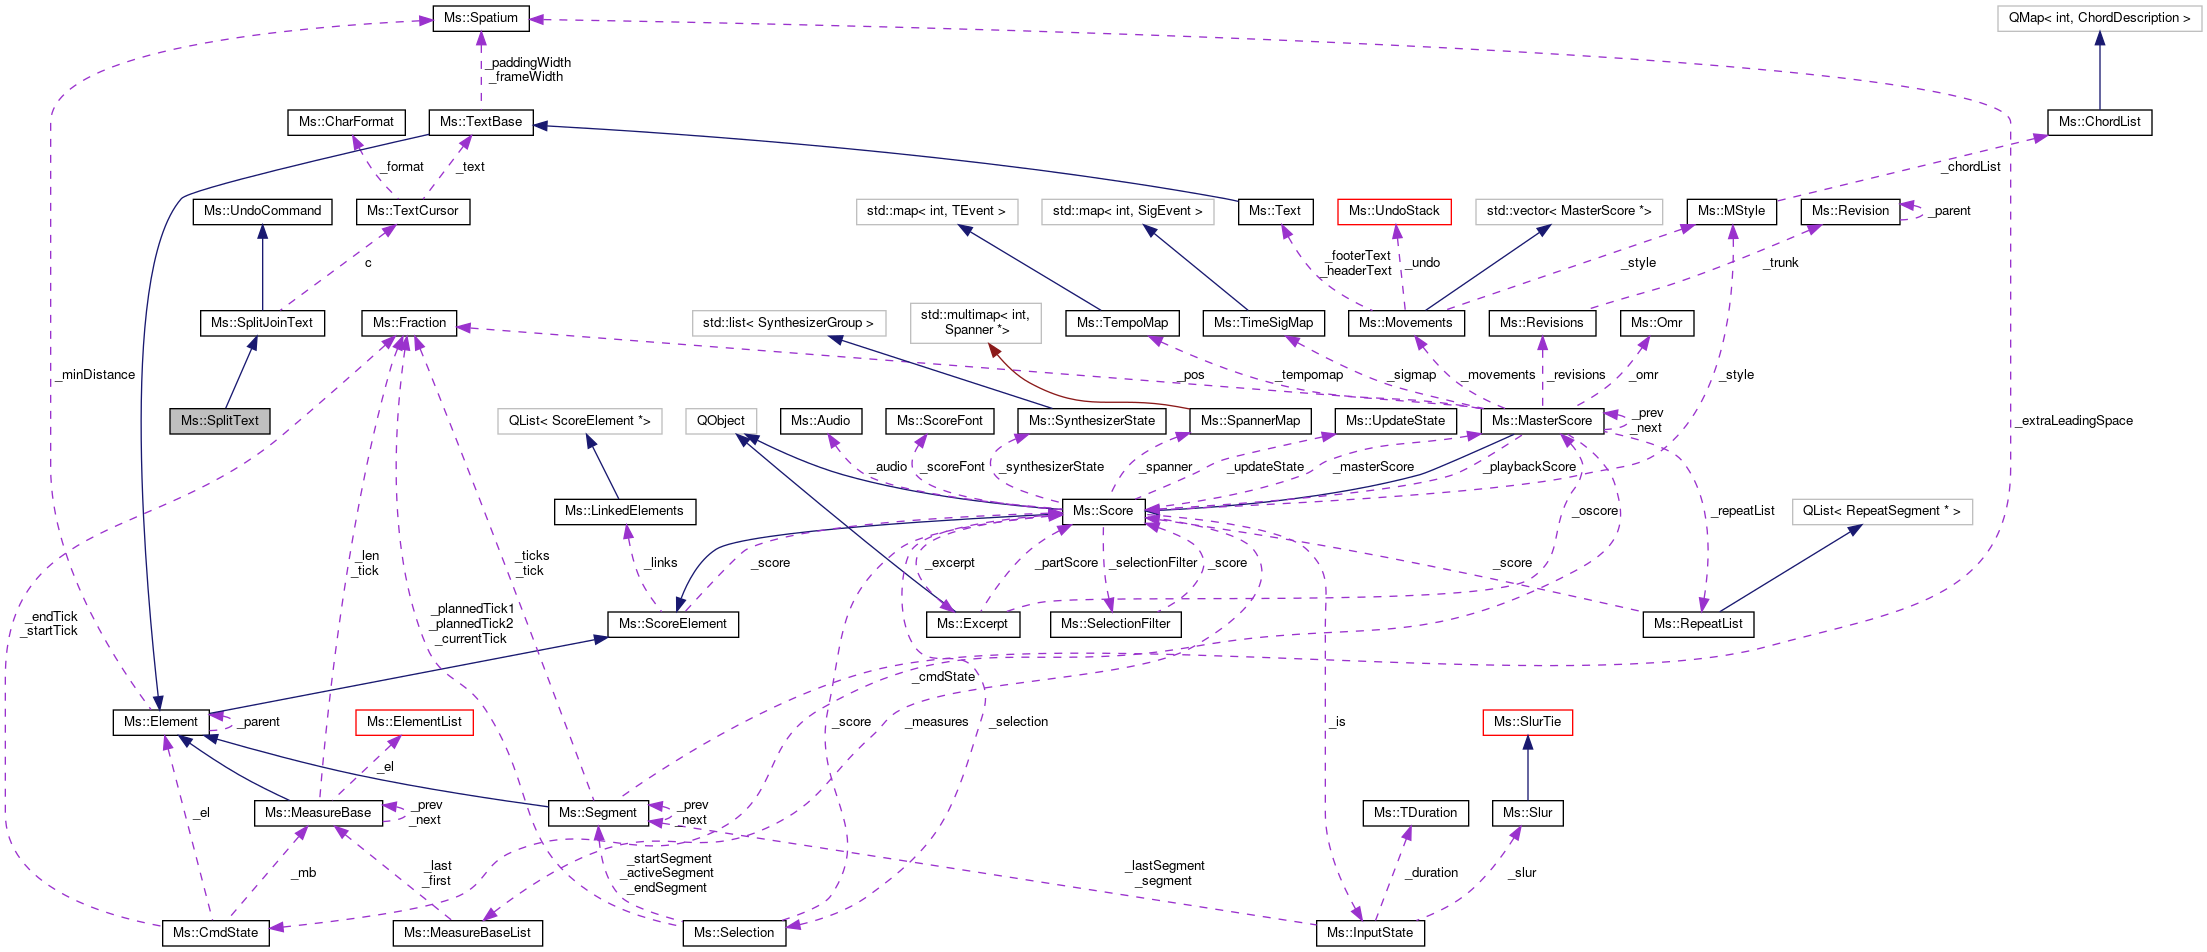 Ms::Spatium
QMap< int, ChordDescription >
_paddingWidth
_frameWidth
Ms::CharFormat
Ms::TextBase
Ms::ChordList
_format
_text
_chordList
Ms::UndoCommand
Ms::TextCursor
std::map< int, TEvent >
std::map< int, SigEvent >
Ms::Text
Ms::UndoStack
std::vector< MasterScore *>
Ms::MStyle
Ms::Revision
_parent
c
_footerText
_headerText
_undo
_style
_trunk
Ms::SplitJoinText
Ms::Fraction
std::list< SynthesizerGroup >
std::multimap< int,
Spanner *>
Ms::TempoMap
Ms::TimeSigMap
Ms::Movements
Ms::Revisions
Ms::Omr
_minDistance
_pos
_tempomap
_sigmap
_movements
_revisions
_omr
_style
Ms::SplitText
QList< ScoreElement *>
QObject
Ms::Audio
Ms::ScoreFont
Ms::SynthesizerState
Ms::SpannerMap
Ms::UpdateState
Ms::MasterScore
_prev
_next
_extraLeadingSpace
_audio
_scoreFont
_synthesizerState
_spanner
_updateState
_masterScore
_playbackScore
Ms::LinkedElements
Ms::Score
_oscore
_repeatList
QList< RepeatSegment * >
_len
_tick
_ticks
_tick
_links
_score
_excerpt
_partScore
_selectionFilter
_score
_score
_endTick
_startTick
_plannedTick1
_plannedTick2
_currentTick
Ms::ScoreElement
Ms::Excerpt
Ms::SelectionFilter
Ms::RepeatList
_cmdState
Ms::Element
_parent
Ms::ElementList
_score
_measures
_selection
_is
Ms::SlurTie
_el
_el
Ms::MeasureBase
_prev
_next
Ms::Segment
_prev
_next
Ms::TDuration
Ms::Slur
_mb
_last
_first
_startSegment
_activeSegment
_endSegment
_lastSegment
_segment
_duration
_slur
Ms::CmdState
Ms::MeasureBaseList
Ms::Selection
Ms::InputState